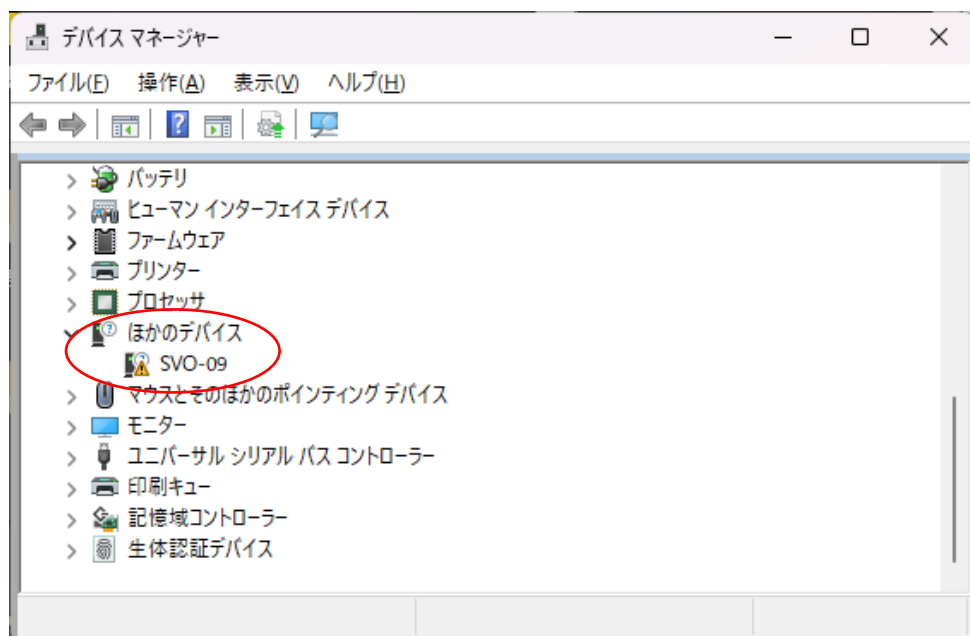 デバイス マネージャー
ファイル(F) 操作(A) 表示(V) ヘルプ(H)
バッテリ
ヒューマン インターフェイス デバイス
ファームウェア
プリンター
プロセッサ
ほかのデバイス
SVO-09
マウスとそのほかのポインティング デバイス
モニター
ユニバーサル シリアル バス コントローラー
印刷キュー
記憶域コントローラー
生体認証デバイス